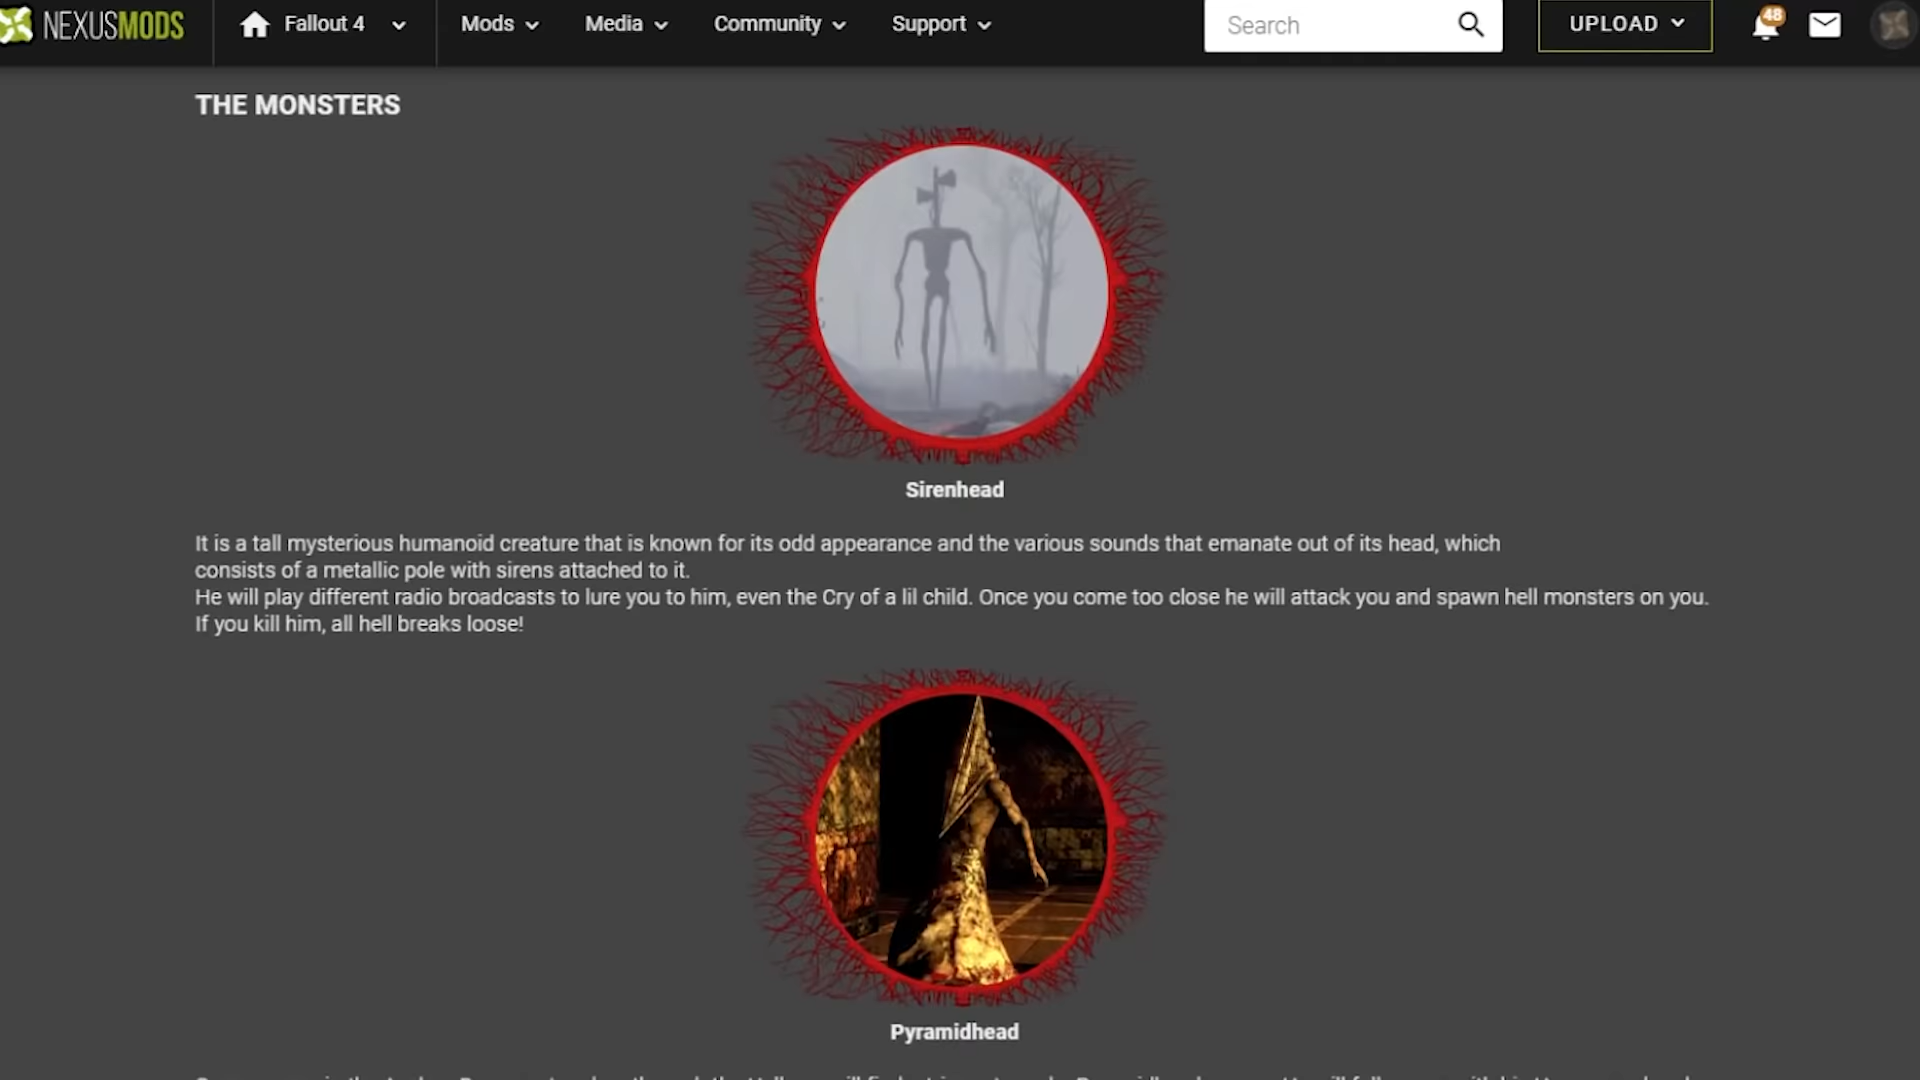 NEXUSMODS
Fallout 4
Mods
Media
Community
Support
Search
UPLOAD
48
THE MONSTERS
Sirenhead
It is a tall mysterious humanoid creature that is known for its odd appearance and the various sounds that emanate out of its head, which
consists of a metallic pole with sirens attached to it.
He will play different radio broadcasts to lure you to him, even the Cry of a lil child. Once you come too close he will attack you and spawn hell monsters on you.
If you kill him, all hell breaks loose!
Pyramidhead